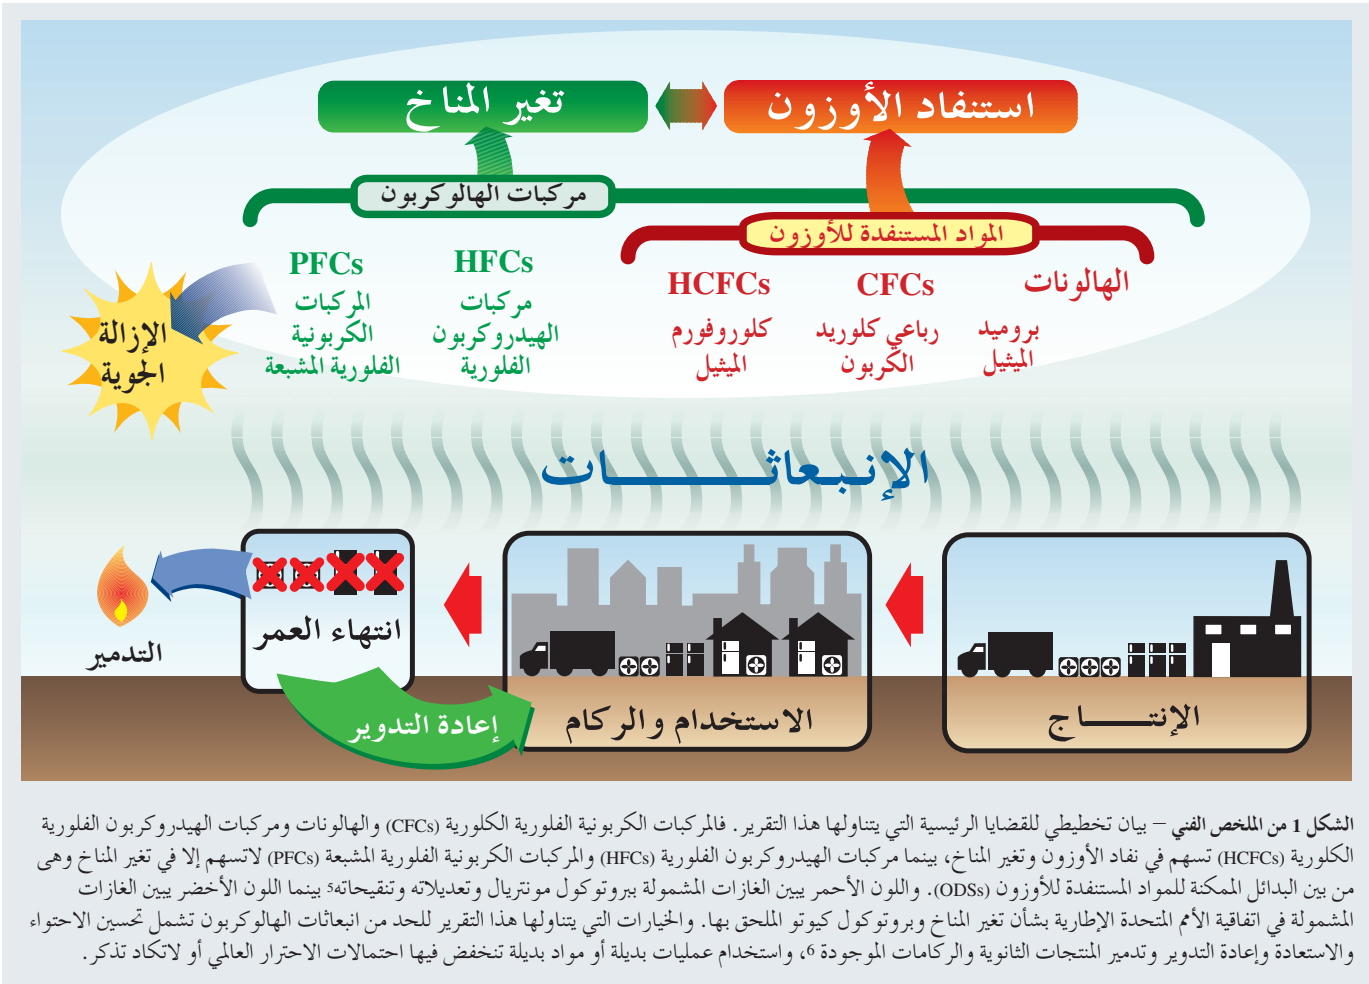 استنفاد الأوزون
تغير المناخ
مركبات الهالوكربون
المواد المستنفدة للأوزون
الهالونات
بروميد
الميثيل
CFCs
رباعي كلوريد
الكربون
HCFCs
كلوروفورم
الميثيل
HFCs
مركبات
الهيدروكربون
الفلورية
PFCs
المركبات
الكربونية
الفلورية المشبعة
الإزالة
الجوية
الإنبعاثـــــــات
الإنتـــــــاج
الاستخدام والركام
انتهاء العمر
التدمير
إعادة التدوير
الشكل 1 من الملخص الفني – بيان تخطيطي للقضايا الرئيسية التي يتناولها هذا التقرير. فالمركبات الكربونية الفلورية الكلورية (CFCs) والهالونات ومركبات الهيدروكربون الفلورية
الكلورية (HCFCs) تسهم في نفاد الأوزون وتغير المناخ، بينما مركبات الهيدروكربون الفلورية (HFCs) والمركبات الكربونية الفلورية المشبعة (PFCs) لاتسهم إلا في تغير المناخ وهى
من بين البدائل الممكنة للمواد المستنفدة للأوزون (ODSs). واللون الأحمر يبين الغازات المشمولة ببروتوكول مونتريال وتعديلاته وتنقيحاته5 بينما اللون الأخضر يبين الغازات
المشمولة في اتفاقية الأمم المتحدة الإطارية بشأن تغير المناخ وبروتوكول كيوتو الملحق بها. والخيارات التي يتناولها هذا التقرير للحد من انبعاثات الهالوكربون تشمل تحسين الاحتواء
والاستعادة وإعادة التدوير وتدمير المنتجات الثانوية والركامات الموجودة 6، واستخدام عمليات بديلة أو مواد بديلة تنخفض فيها احتمالات الاحترار العالمي أو لاتكاد تذكر.